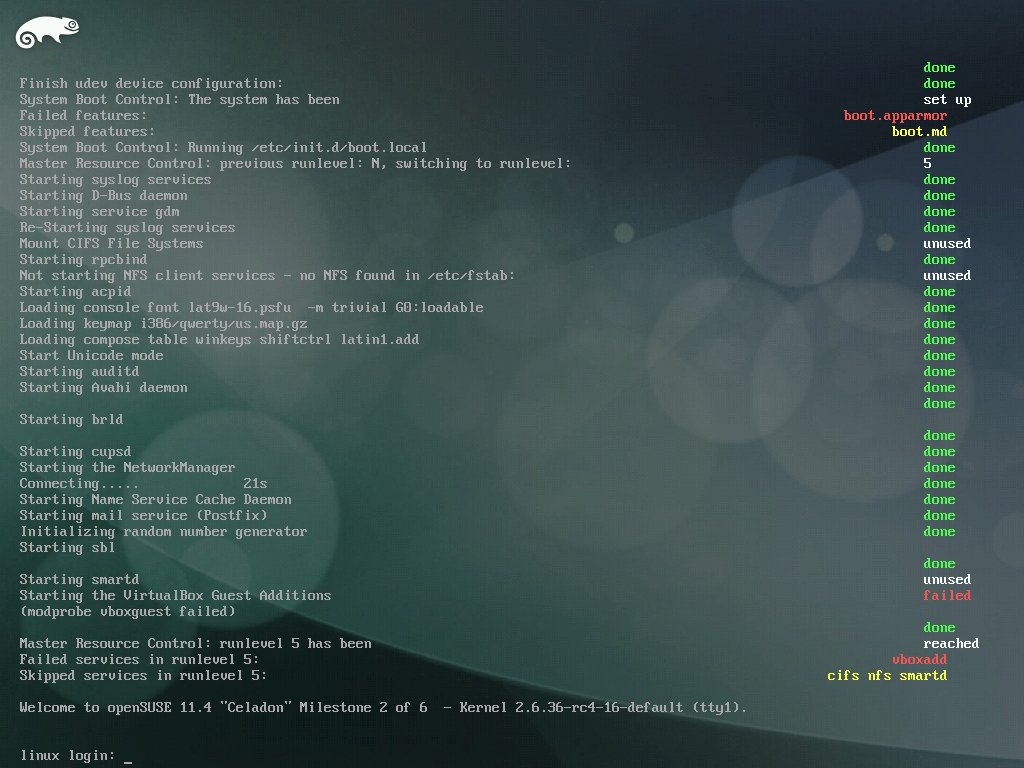 done
Finish udev device configuration: done
System Boot Control: The system has been set up
Failed features: boot.apparmor
Skipped features: boot.md
System Boot Control: Running /etc/init.d/boot.local done
Master Resource Control: previous runlevel: N, switching to runlevel: 5
Starting syslog services done
Starting D-Bus daemon done
Starting service gdm done
Re-Starting syslog services done
Mount CIFS File Systems unused
Starting rpcbind done
Not starting NFS client services - no NFS found in /etc/fstab: unused
Starting acpid done
Loading console font lat9w-16.psfu  -m trivial G0:loadable done
Loading keymap i386/qwerty/us.map.gz done
Loading compose table winkeys shiftctrl latin1.add done
Start Unicode mode done
Starting auditd done
Starting Avahi daemon done
done
Starting brld
done
Starting cupsd done
Starting the NetworkManager done
Connecting..... 21s done
Starting Name Service Cache Daemon done
Starting mail service (Postfix) done
Initializing random number generator done
Starting sbl
done
Starting smartd unused
Starting the VirtualBox Guest Additions failed
(modprobe vboxguest failed)
done
Master Resource Control: runlevel 5 has been reached
Failed services in runlevel 5: vboxadd
Skipped services in runlevel 5: cifs nfs smartd
Welcome to openSUSE 11.4 "Celadon" Milestone 2 of 6  - Kernel 2.6.36-rc4-16-default (tty1).
linux login: _